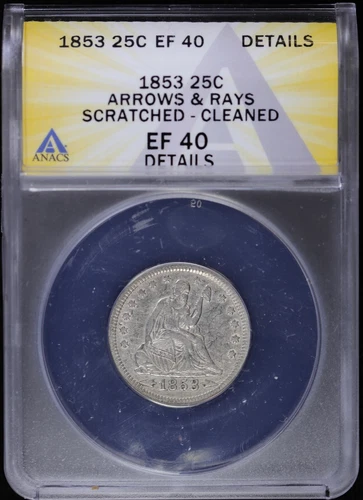 1853 25C EF 40 DETAILS
1853 25C
ARROWS & RAYS
SCRATCHED - CLEANED
EF 40
DETAILS
ANACS
20
1853